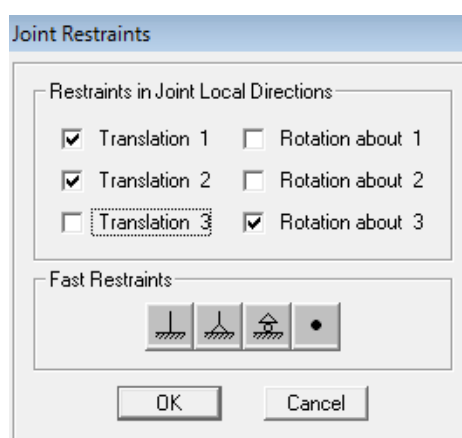 Joint Restraints
Restraints in Joint Local Directions
Translation 1 Rotation about 1
Translation 2 Rotation about 2
Translation 3 Rotation about 3
Fast Restraints
OK Cancel